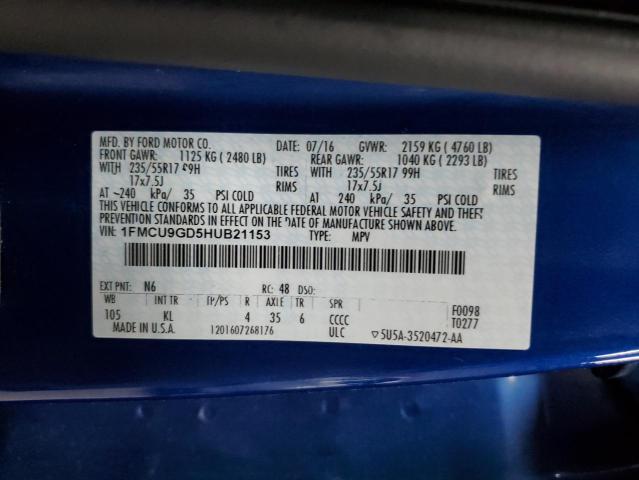 MFD. BY FORD MOTOR CO. DATE: 07/16 GVWR: 2159 KG ( 4760 LB)
FRONT GAWR: 1125 KG ( 2480 LB) REAR GAWR: 1040 KG ( 2293 LB)
WITH 235/55R17 99H TIRES WITH 235/55R17 99H TIRES
17x7.5J RIMS 17x7.5J RIMS
AT ~240 kPa/ 35 PSI COLD AT ~240 kPa/ 35 PSI COLD
THIS VEHICLE CONFORMS TO ALL APPLICABLE FEDERAL MOTOR VEHICLE SAFETY AND THEFT
PREVENTION STANDARDS IN EFFECT ON THE DATE OF MANUFACTURE SHOWN ABOVE.
VIN: 1FMCU9GD5HUB21153 TYPE: MPV
EXT PNT: N6 RC: 48 DSO:
WB INT TR TP/PS R AXLE TR SPR F0098
105 KL 4 35 6 CCCC T0277
MADE IN U.S.A. 1201607268176 ULC ▽5U5A-3520472-AA